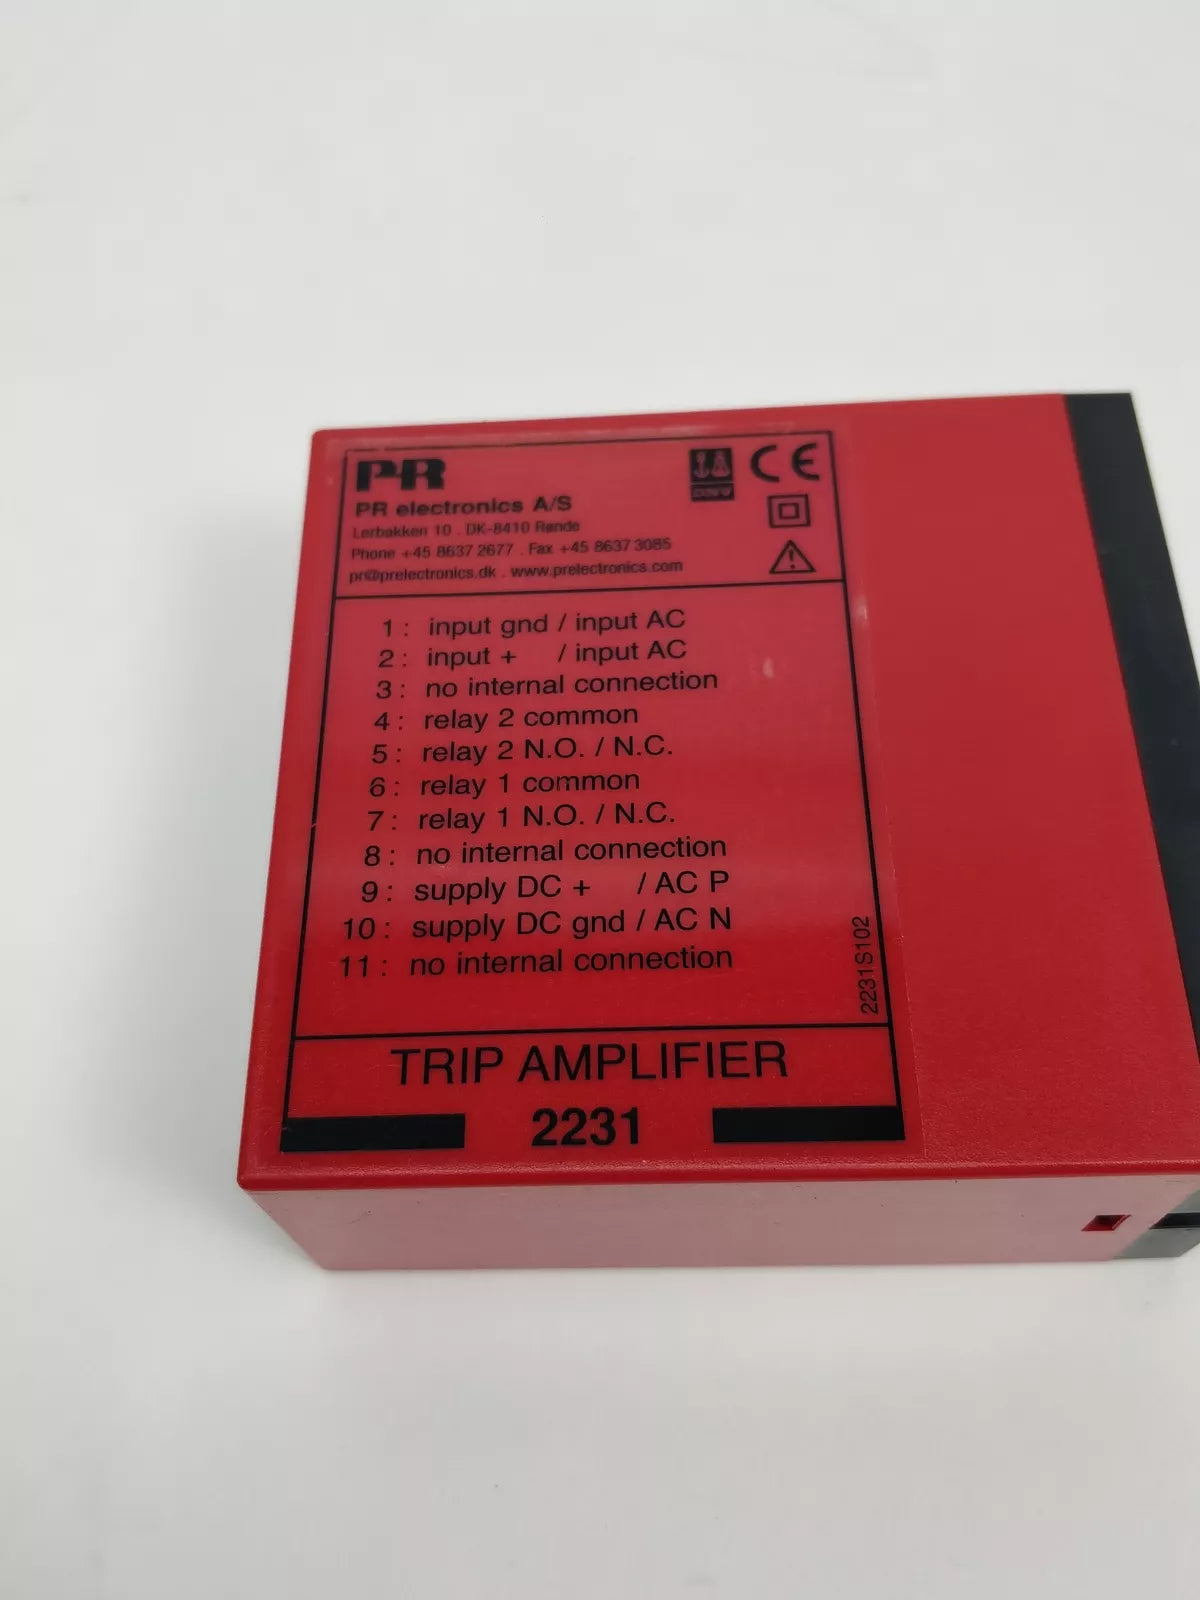 PR
DNV
CE
PR electronics A/S
Lerbakken 10 . DK-8410 Rønde
Phone +45 8637 2677 . Fax +45 8637 3085
pr@prelectronics.dk . www.prelectronics.com
1 : input gnd / input AC
2 : input + / input AC
3 : no internal connection
4 : relay 2 common
5 : relay 2 N.O. / N.C.
6 : relay 1 common
7 : relay 1 N.O. / N.C.
8 : no internal connection
9 : supply DC + / AC P
10 : supply DC gnd / AC N
11 : no internal connection
2231S102
TRIP AMPLIFIER
2231